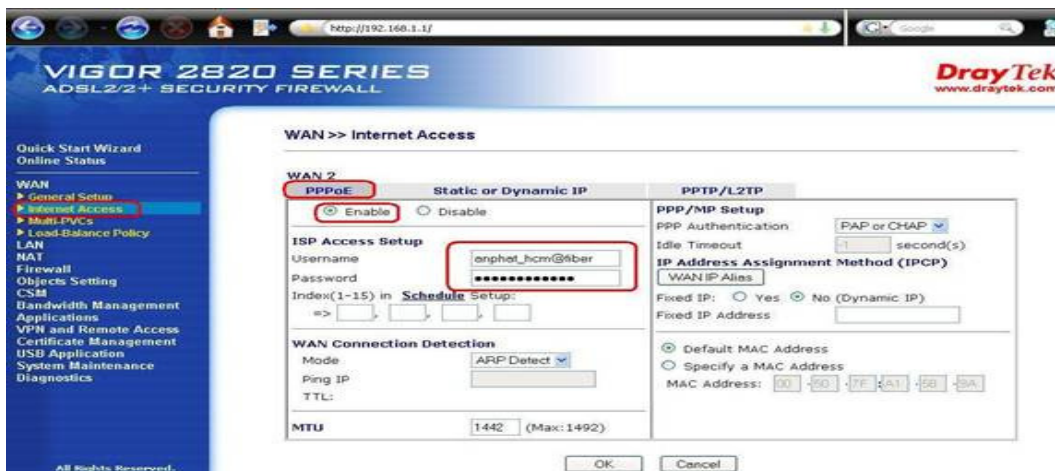 http://192.168.1.1/
Google
VIGOR 2820 SERIES
ADSL2/2+ SECURITY FIREWALL
DrayTek
www.draytek.com
Quick Start Wizard
Online Status
WAN
General Setup
Internet Access
Multi-PVCs
Load-Balance Policy
LAN
NAT
Firewall
Objects Setting
CSM
Bandwidth Management
Applications
VPN and Remote Access
Certificate Management
USB Application
System Maintenance
Diagnostics
All Rights Reserved.
WAN >> Internet Access
WAN 2
PPPoE Static or Dynamic IP PPTP/L2TP
Enable Disable
ISP Access Setup
Username anphat_hcm@fiber
Password ••••••••••••
Index(1-15) in Schedule Setup:
=> , , ,
WAN Connection Detection
Mode ARP Detect
Ping IP
TTL:
MTU 1442 (Max:1492)
PPP/MP Setup
PPP Authentication PAP or CHAP
Idle Timeout -1 second(s)
IP Address Assignment Method (IPCP)
WAN IP Alias
Fixed IP: Yes No (Dynamic IP)
Fixed IP Address
Default MAC Address
Specify a MAC Address
MAC Address: 00 -50 -7F :A1 -5B -9A
OK Cancel